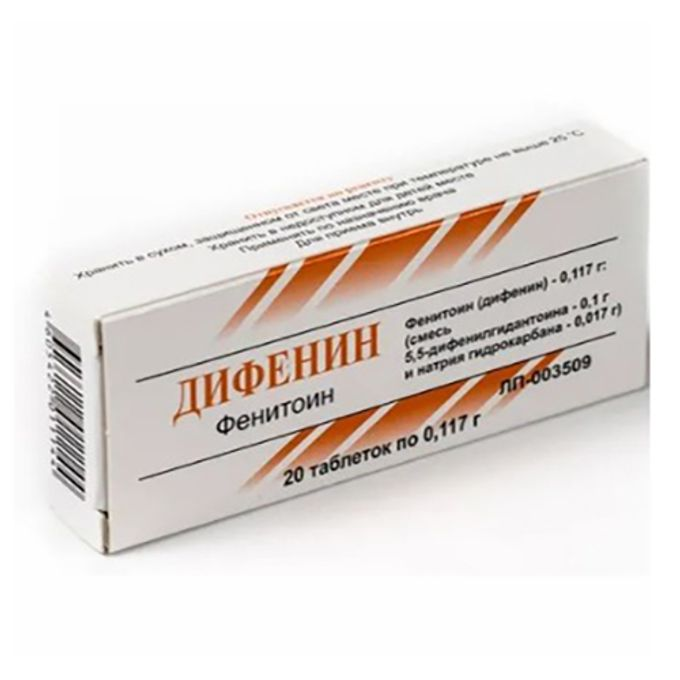 Отпускается по рецепту
Хранить в сухом, защищенном от света месте при температуре не выше 25 °С
Хранить в недоступном для детей месте
Применять по назначению врача
Для приема внутрь
ДИФЕНИН
Фенитоин
Фенитоин (дифенин) - 0,117 г:
(смесь
5,5-дифенилгидантоина - 0,1 г
и натрия гидрокарбана - 0,017 г)
ЛП-003509
20 таблеток по 0,117 г